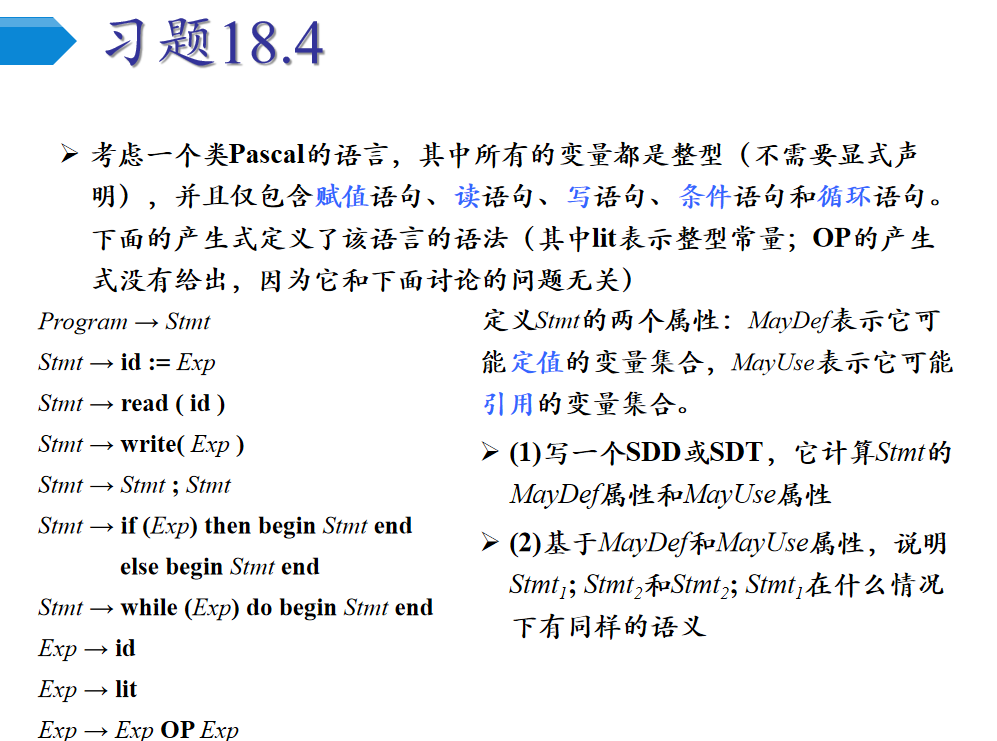 习题18.4
➢ 考虑一个类Pascal的语言，其中所有的变量都是整型（不需要显式声
明），并且仅包含赋值语句、读语句、写语句、条件语句和循环语句。
下面的产生式定义了该语言的语法（其中lit表示整型常量；OP的产生
式没有给出，因为它和下面讨论的问题无关）
Program → Stmt
Stmt → id := Exp
Stmt → read ( id )
Stmt → write( Exp )
Stmt → Stmt ; Stmt
Stmt → if (Exp) then begin Stmt end
else begin Stmt end
Stmt → while (Exp) do begin Stmt end
Exp → id
Exp → lit
Exp → Exp OP Exp
定义Stmt的两个属性：MayDef表示它可
能定值的变量集合，MayUse表示它可能
引用的变量集合。
➢ (1)写一个SDD或SDT，它计算Stmt的
MayDef属性和MayUse属性
➢ (2)基于MayDef和MayUse属性，说明
Stmt₁; Stmt₂和Stmt₂; Stmt₁在什么情况
下有同样的语义